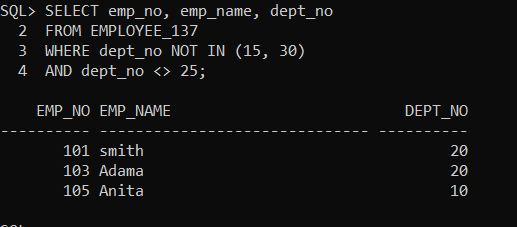 SQL> SELECT emp_no, emp_name, dept_no
  2  FROM EMPLOYEE_137
  3  WHERE dept_no NOT IN (15, 30)
  4  AND dept_no <> 25;
    EMP_NO EMP_NAME                          DEPT_NO
---------- ------------------------------ ----------
       101 smith                                  20
       103 Adama                                  20
       105 Anita                                  10